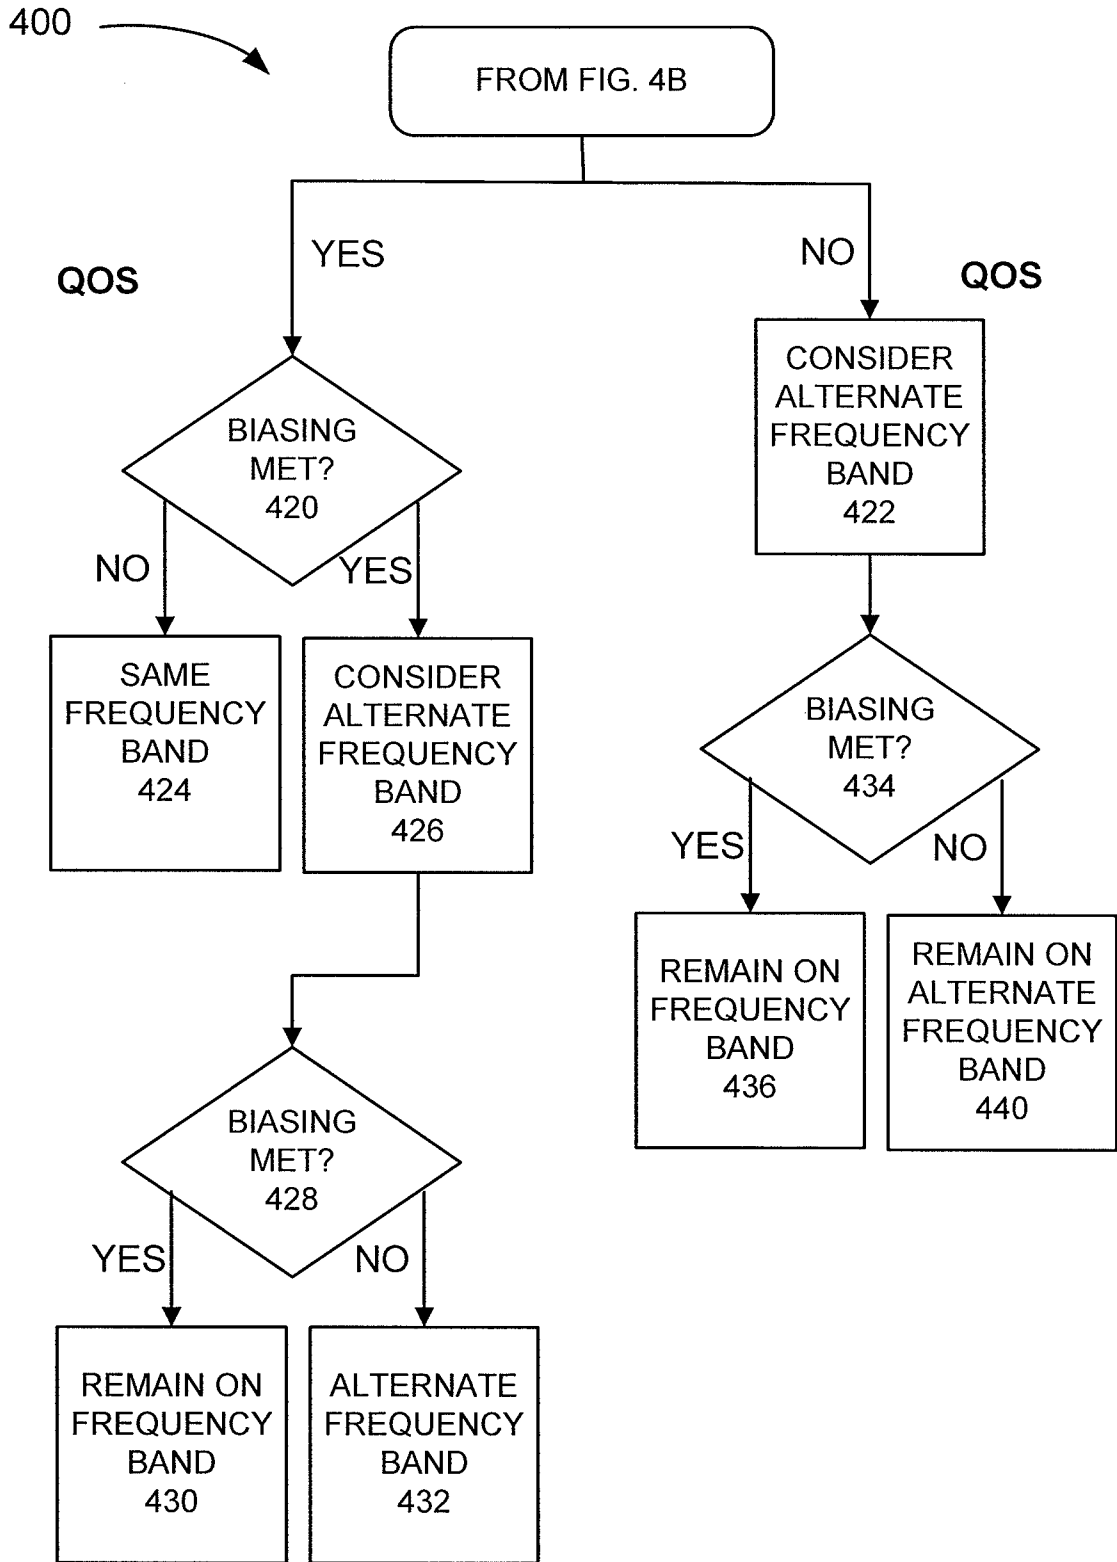 400
FROM FIG. 4B
YES
NO
QOS
QOS
BIASING
MET?
420
CONSIDER
ALTERNATE
FREQUENCY
BAND
422
NO
YES
SAME
FREQUENCY
BAND
424
CONSIDER
ALTERNATE
FREQUENCY
BAND
426
BIASING
MET?
434
YES
NO
REMAIN ON
FREQUENCY
BAND
436
REMAIN ON
ALTERNATE
FREQUENCY
BAND
440
BIASING
MET?
428
YES
NO
REMAIN ON
FREQUENCY
BAND
430
ALTERNATE
FREQUENCY
BAND
432